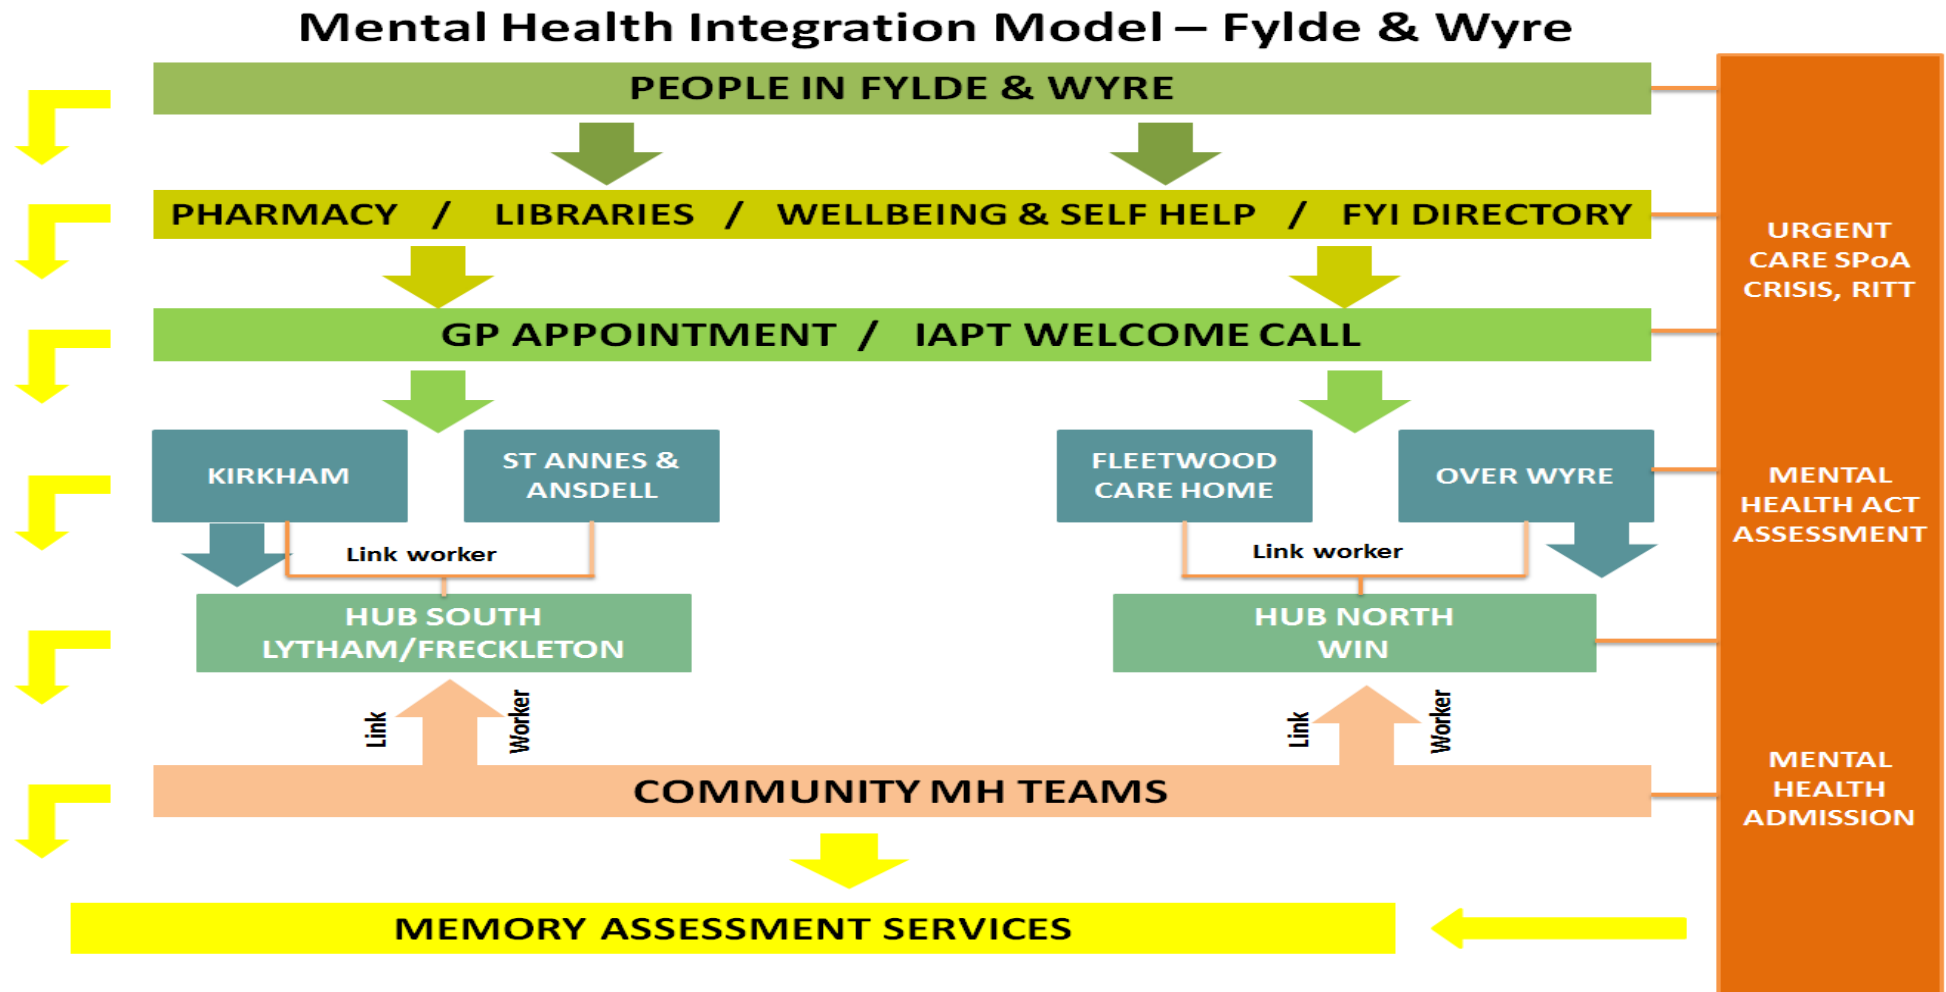 Mental Health Integration Model – Fylde & Wyre
PEOPLE IN FYLDE & WYRE
PHARMACY / LIBRARIES / WELLBEING & SELF HELP / FYI DIRECTORY
GP APPOINTMENT / IAPT WELCOME CALL
KIRKHAM
ST ANNES &
ANSDELL
FLEETWOOD
CARE HOME
OVER WYRE
Link worker
Link worker
HUB SOUTH
LYTHAM/FRECKLETON
HUB NORTH
WIN
Link
Worker
Link
Worker
COMMUNITY MH TEAMS
MEMORY ASSESSMENT SERVICES
URGENT
CARE SPoA
CRISIS, RITT
MENTAL
HEALTH ACT
ASSESSMENT
MENTAL
HEALTH
ADMISSION